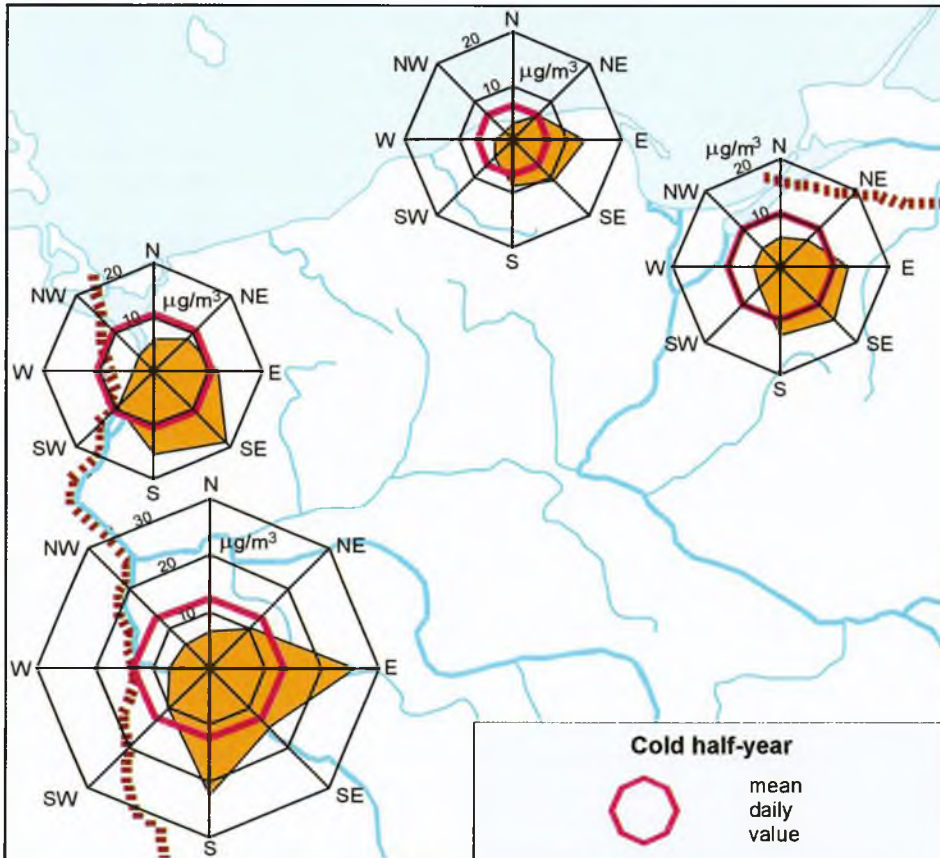 N
20
NW
NE
µg/m³
10
W
E
SW
SE
S
N
µg/m³
20
NW
NE
10
W
E
SW
SE
S
N
20
NW
NE
µg/m³
10
W
E
SW
SE
S
N
30
NW
NE
µg/m³
20
10
W
E
SW
SE
S
Cold half-year
mean
daily
value